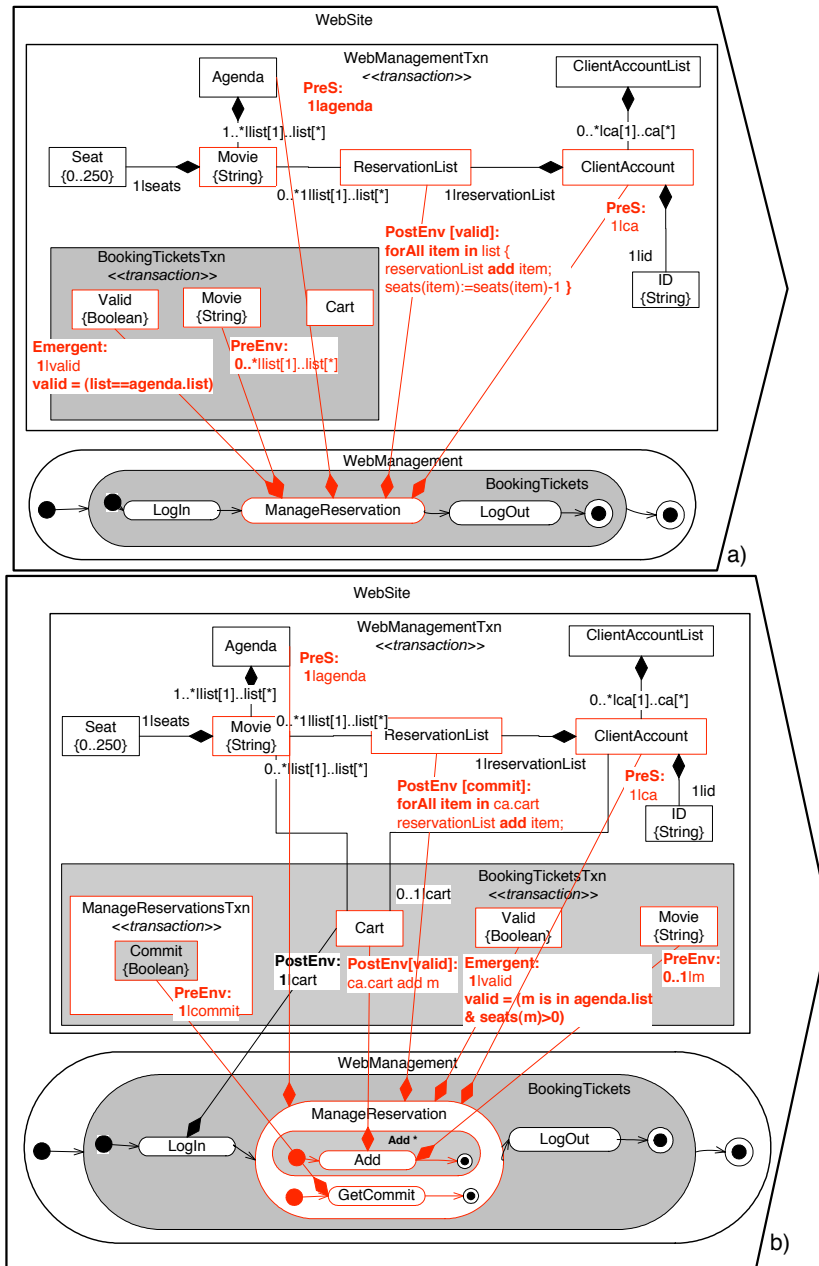 WebSite
WebManagementTxn
<<transaction>>
Agenda
PreS:
1|agenda
ClientAccountList
1..*|list[1]..list[*]
0..*|ca[1]..ca[*]
Seat
{0..250}
1|seats
Movie
{String}
0..*1|list[1]..list[*]
ReservationList
1|reservationList
ClientAccount
PreS:
1|ca
PostEnv [valid]:
forAll item in list {
reservationList add item;
seats(item):=seats(item)-1 }
1|id
ID
{String}
BookingTicketsTxn
<<transaction>>
Valid
{Boolean}
Movie
{String}
Cart
Emergent:
1|valid
valid = (list==agenda.list)
PreEnv:
0..*|list[1]..list[*]
WebManagement
BookingTickets
LogIn
ManageReservation
LogOut
a)
WebSite
WebManagementTxn
<<transaction>>
Agenda
PreS:
1|agenda
ClientAccountList
1..*|list[1]..list[*]
0..*|ca[1]..ca[*]
Seat
{0..250}
1|seats
Movie
{String}
0..*1|list[1]..list[*]
ReservationList
1|reservationList
ClientAccount
0..*|list[1]..list[*]
PreS:
1|ca
PostEnv [commit]:
forAll item in ca.cart
reservationList add item;
1|id
ID
{String}
BookingTicketsTxn
<<transaction>>
0..1|cart
ManageReservationsTxn
<<transaction>>
Commit
{Boolean}
PreEnv:
1|commit
Cart
PostEnv:
1|cart
PostEnv[valid]:
ca.cart add m
Valid
{Boolean}
Emergent:
1|valid
valid = (m is in agenda.list
& seats(m)>0)
Movie
{String}
PreEnv:
0..1|m
WebManagement
BookingTickets
ManageReservation
LogIn
Add *
Add
LogOut
GetCommit
b)